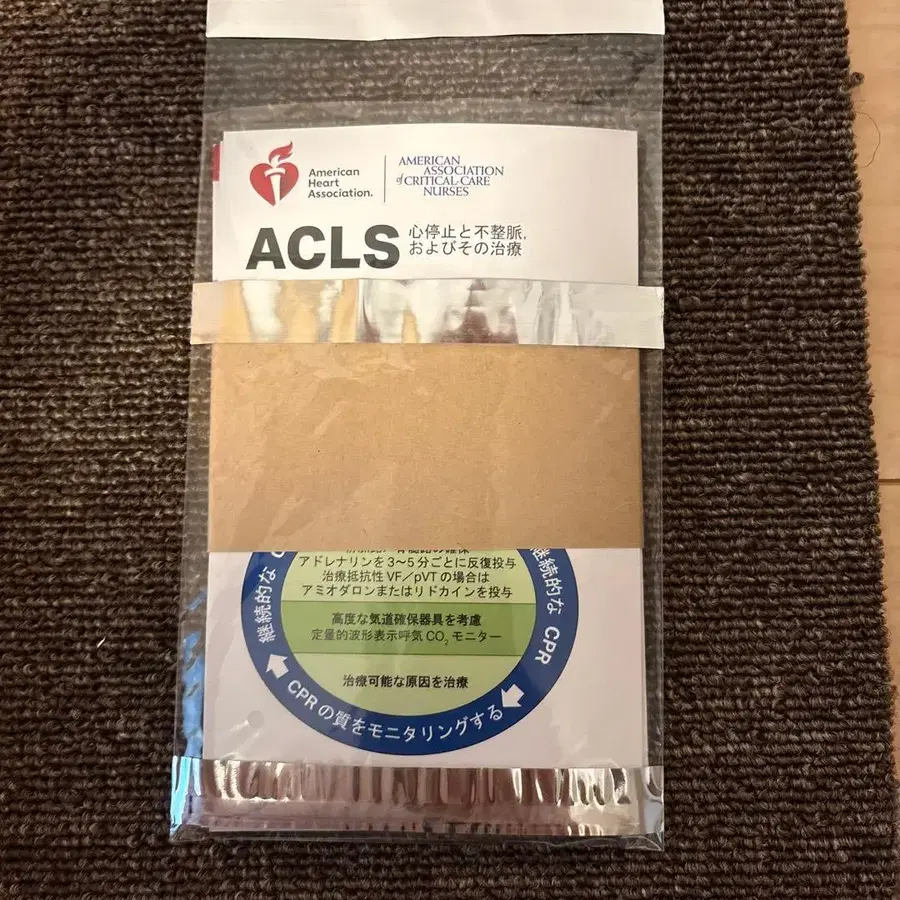 American
Heart
Association.
AMERICAN
ASSOCIATION
of CRITICAL-CARE
NURSES
ACLS
心停止と不整脈,
およびその治療
アドレナリンを3〜5分ごとに反復投与
治療抵抗性VF/pVTの場合は
アミオダロンまたはリドカインを投与
高度な気道確保器具を考慮
定量的波形表示呼気CO₂モニター
治療可能な原因を治療
継続的な C
継続的な CPR
CPRの質をモニタリングする